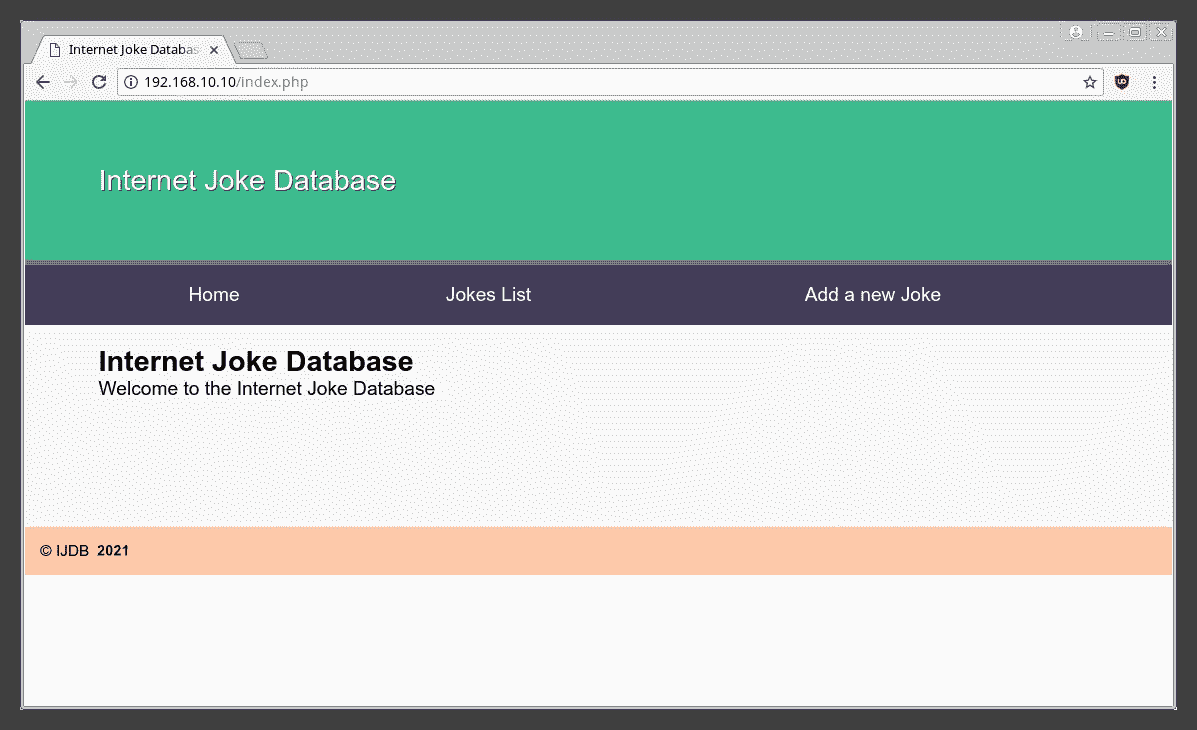 Internet Joke Databas
192.168.10.10/index.php
Internet Joke Database
Home Jokes List Add a new Joke
Internet Joke Database
Welcome to the Internet Joke Database
© IJDB 2021